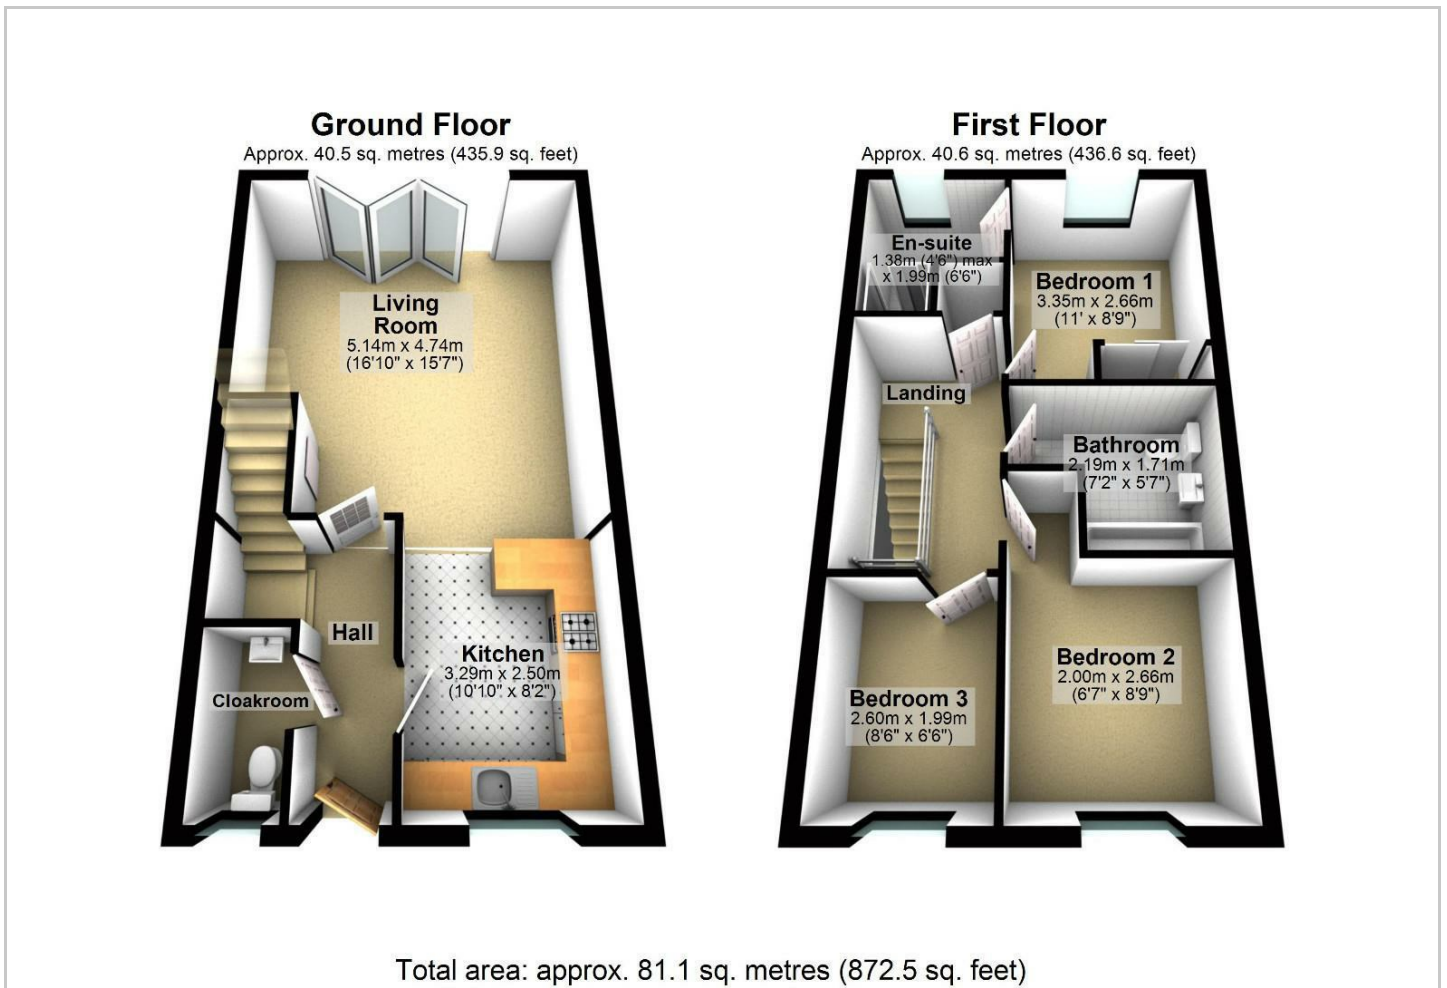 Ground Floor
Approx. 40.5 sq. metres (435.9 sq. feet)
Living
Room
5.14m x 4.74m
(16'10" x 15'7")
Hall
Kitchen
3.29m x 2.50m
(10'10" x 8'2")
Cloakroom
First Floor
Approx. 40.6 sq. metres (436.6 sq. feet)
En-suite
1.38m (4'6") max
x 1.99m (6'6")
Bedroom 1
3.35m x 2.66m
(11' x 8'9")
Landing
Bathroom
2.19m x 1.71m
(7'2" x 5'7")
Bedroom 2
2.00m x 2.66m
(6'7" x 8'9")
Bedroom 3
2.60m x 1.99m
(8'6" x 6'6")
Total area: approx. 81.1 sq. metres (872.5 sq. feet)